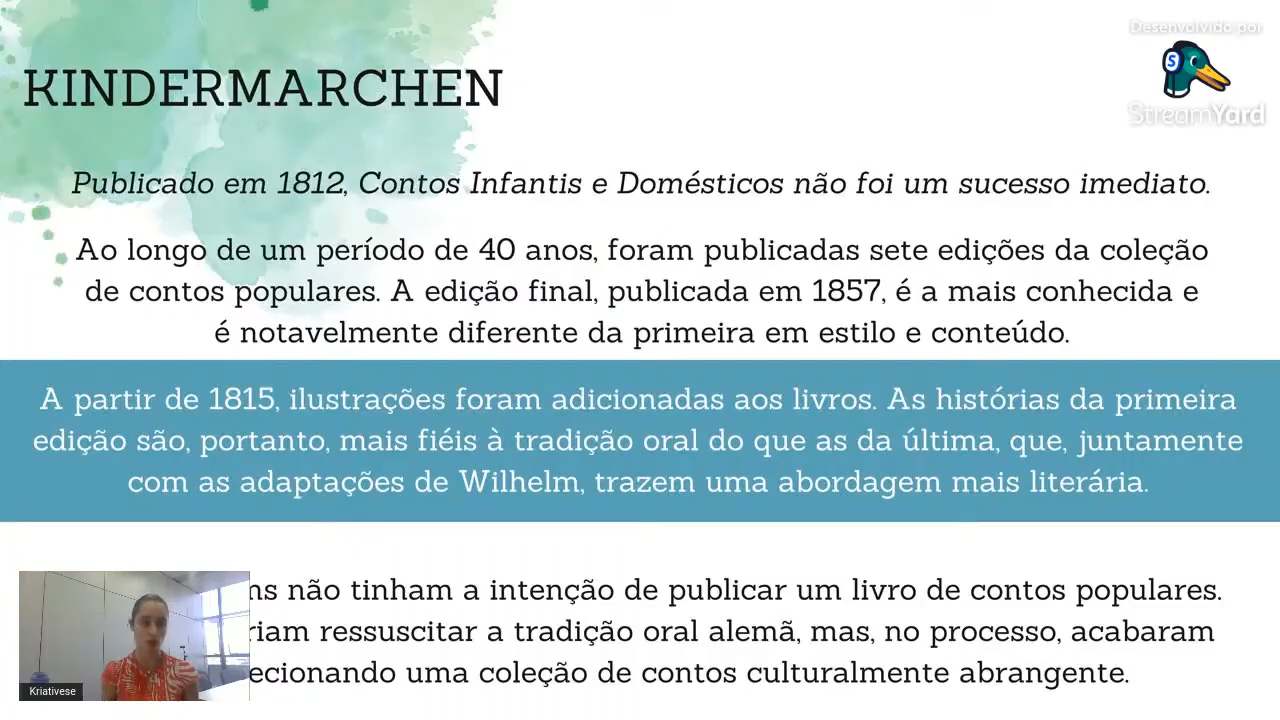 Desenvolvido por
StreamYard
KINDERMARCHEN
Publicado em 1812, Contos Infantis e Domésticos não foi um sucesso imediato.
Ao longo de um período de 40 anos, foram publicadas sete edições da coleção
de contos populares. A edição final, publicada em 1857, é a mais conhecida e
é notavelmente diferente da primeira em estilo e conteúdo.
A partir de 1815, ilustrações foram adicionadas aos livros. As histórias da primeira
edição são, portanto, mais fiéis à tradição oral do que as da última, que, juntamente
com as adaptações de Wilhelm, trazem uma abordagem mais literária.
não tinham a intenção de publicar um livro de contos populares.
ressuscitar a tradição oral alemã, mas, no processo, acabaram
uma coleção de contos culturalmente abrangente.
Kriativese